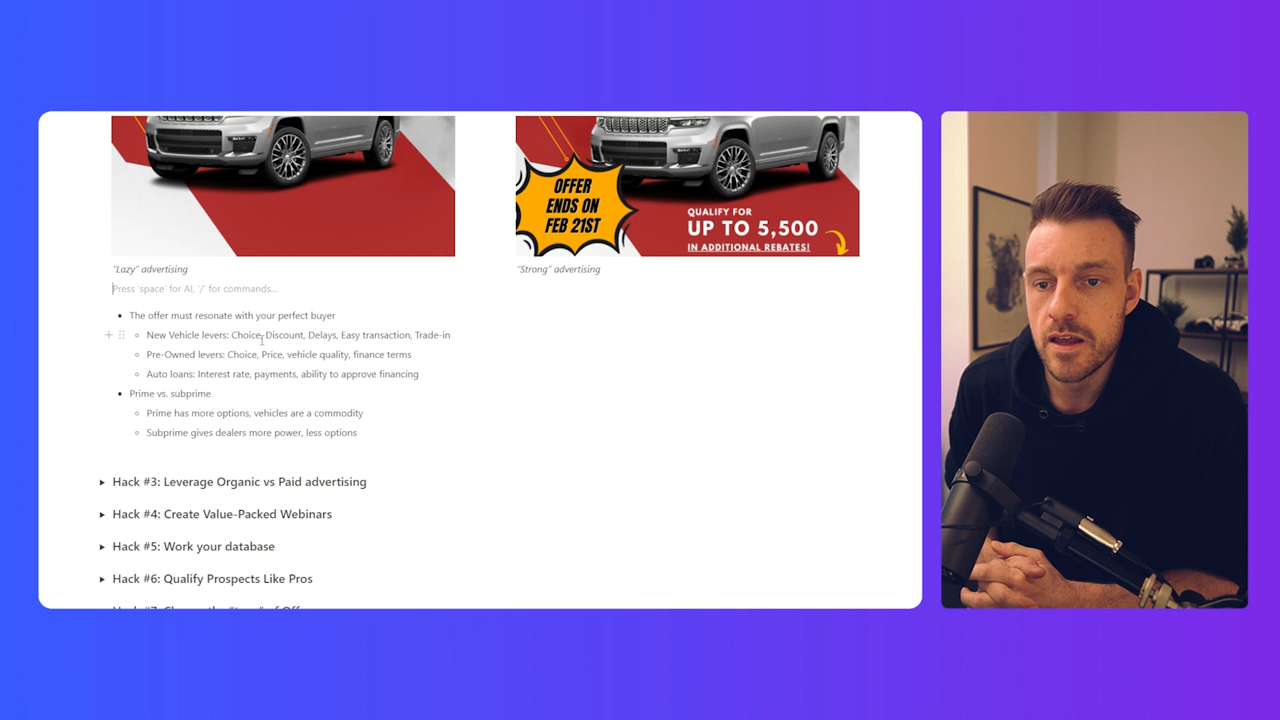 OFFER
ENDS ON
FEB 21ST
QUALIFY FOR
UP TO 5,500
IN ADDITIONAL REBATES!
"Lazy" advertising
"Strong" advertising
Press 'space' for AI, '/' for commands...
The offer must resonate with your perfect buyer
New Vehicle levers: Choice, Discount, Delays, Easy transaction, Trade-in
Pre-Owned levers: Choice, Price, vehicle quality, finance terms
Auto loans: Interest rate, payments, ability to approve financing
Prime vs. subprime
Prime has more options, vehicles are a commodity
Subprime gives dealers more power, less options
Hack #3: Leverage Organic vs Paid advertising
Hack #4: Create Value-Packed Webinars
Hack #5: Work your database
Hack #6: Qualify Prospects Like Pros